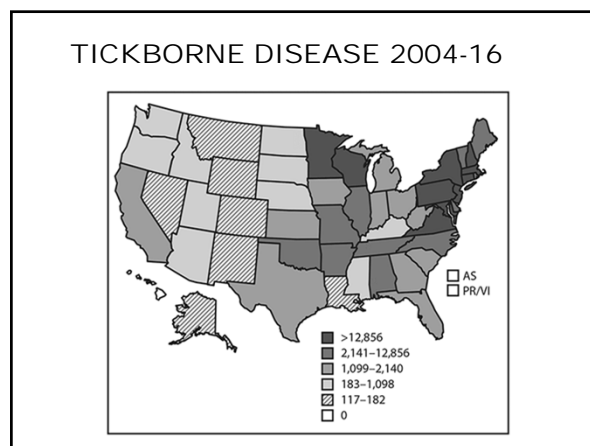 TICKBORNE DISEASE 2004-16
AS
PR/VI
>12,856
2,141–12,856
1,099–2,140
183–1,098
117–182
0